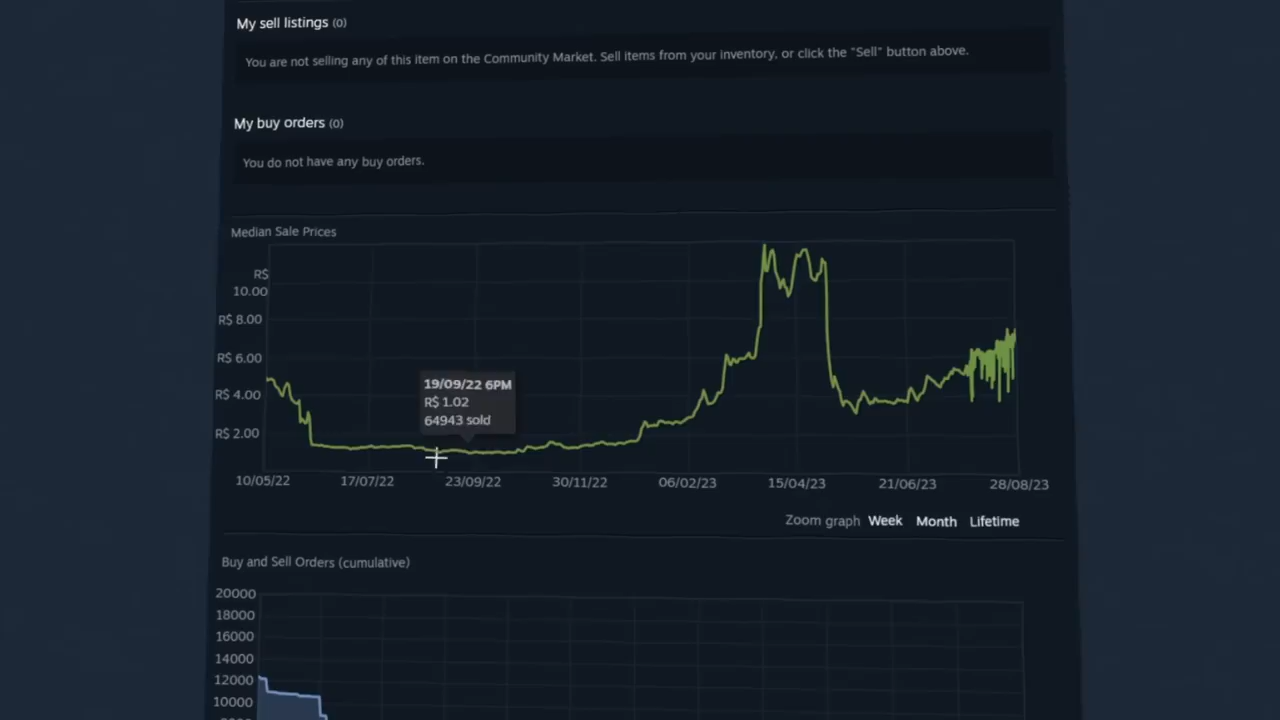 My sell listings (0)
You are not selling any of this item on the Community Market. Sell items from your inventory, or click the "Sell" button above.
My buy orders (0)
You do not have any buy orders.
Median Sale Prices
R$
10.00
R$ 8.00
R$ 6.00
R$ 4.00
R$ 2.00
19/09/22 6PM
R$ 1.02
64943 sold
10/05/22 17/07/22 23/09/22 30/11/22 06/02/23 15/04/23 21/06/23 28/08/23
Zoom graph Week Month Lifetime
Buy and Sell Orders (cumulative)
20000
18000
16000
14000
12000
10000